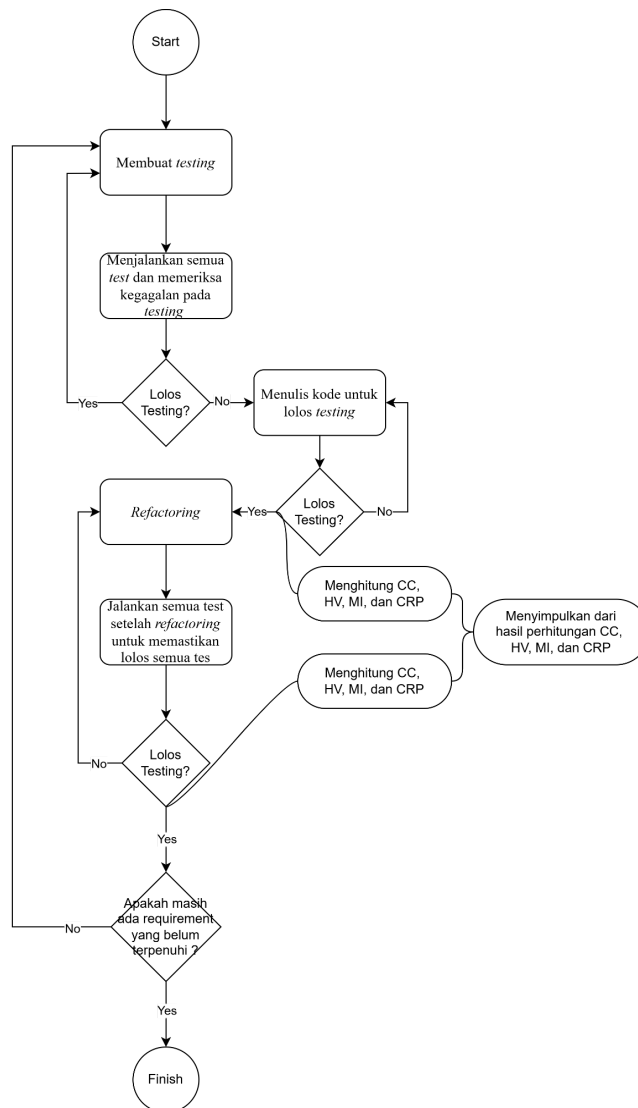 Start
Membuat testing
Menjalankan semua
test dan memeriksa
kegagalan pada
testing
Lolos
Testing?
Yes
No
Menulis kode untuk
lolos testing
Lolos
Testing?
No
Yes
Refactoring
Menghitung CC,
HV, MI, dan CRP
Menyimpulkan dari
hasil perhitungan CC,
HV, MI, dan CRP
Jalankan semua test
setelah refactoring
untuk memastikan
lolos semua tes
Menghitung CC,
HV, MI, dan CRP
Lolos
Testing?
No
Yes
Apakah masih
ada requirement
yang belum
terpenuhi ?
No
Yes
Finish